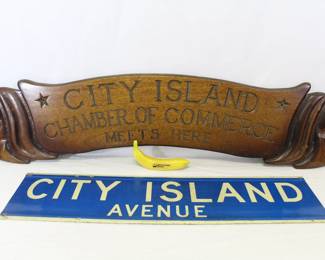 CITY ISLAND
CHAMBER OF COMMERCE
MEETS HERE
CITY ISLAND
AVENUE